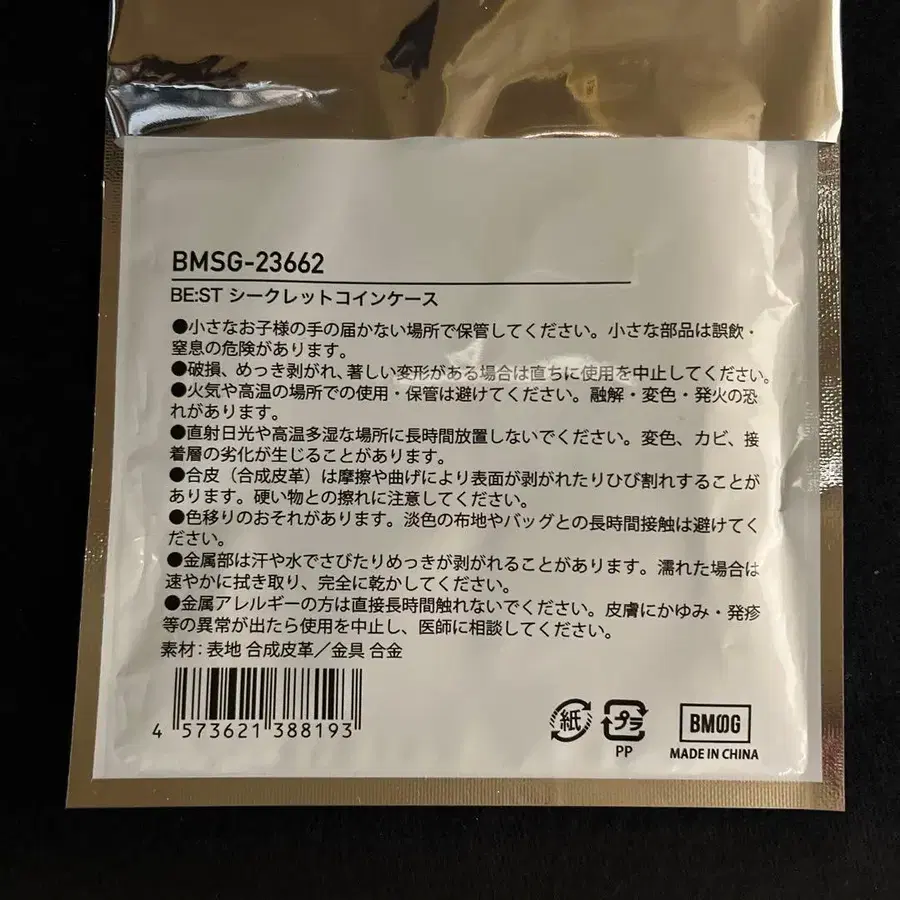 BMSG-23662
BE:ST シークレットコインケース
●小さなお子様の手の届かない場所で保管してください。小さな部品は誤飲・
窒息の危険があります。
●破損、めっき剥がれ、著しい変形がある場合は直ちに使用を中止してください。
●火気や高温の場所での使用・保管は避けてください。融解・変色・発火の恐
れがあります。
●直射日光や高温多湿な場所に長時間放置しないでください。変色、カビ、接
着層の劣化が生じることがあります。
●合皮（合成皮革）は摩擦や曲げにより表面が剥がれたりひび割れすることが
あります。硬い物との擦れに注意してください。
●色移りのおそれがあります。淡色の布地やバッグとの長時間接触は避けてく
ださい。
●金属部は汗や水でさびたりめっきが剥がれることがあります。濡れた場合は
速やかに拭き取り、完全に乾かしてください。
●金属アレルギーの方は直接長時間触れないでください。皮膚にかゆみ・発疹
等の異常が出たら使用を中止し、医師に相談してください。
素材：表地 合成皮革／金具 合金
4 573621 388193
紙
プラ
PP
BMSG
MADE IN CHINA